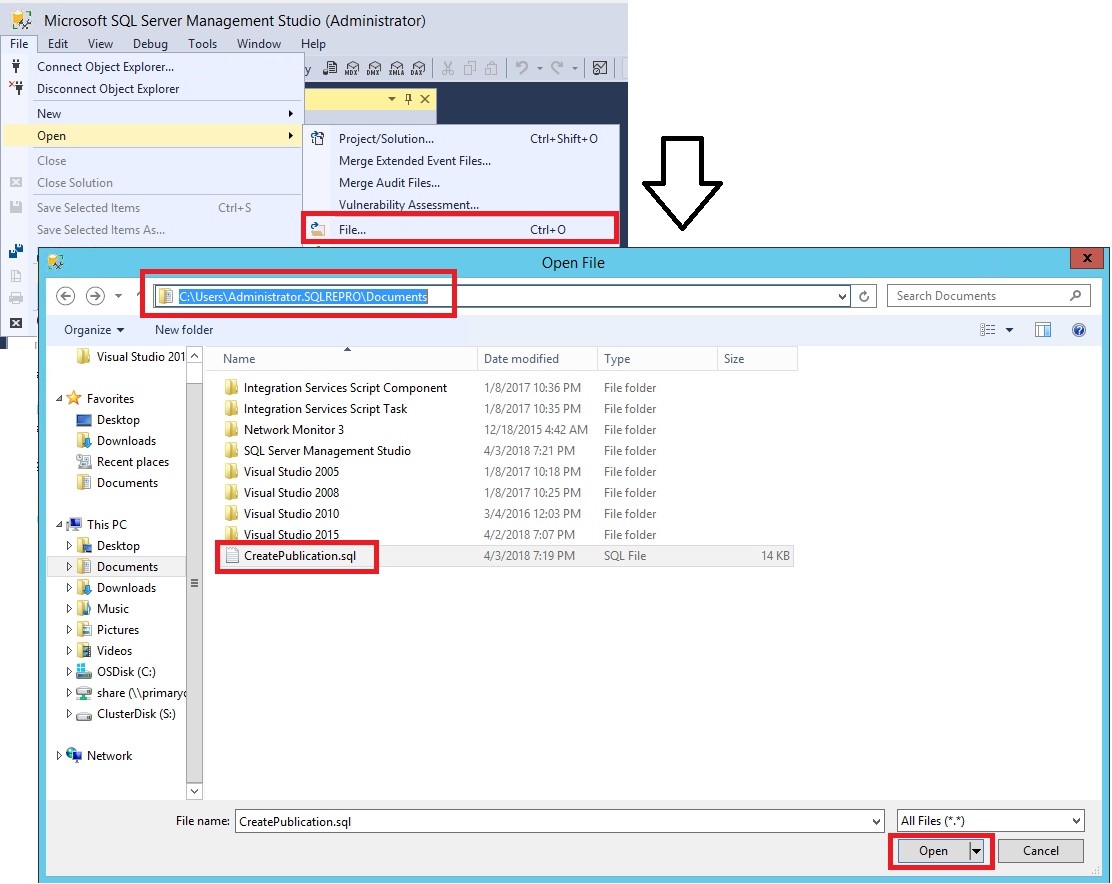 Microsoft SQL Server Management Studio (Administrator)
File Edit View Debug Tools Window Help
Connect Object Explorer...
MDX DMX XMLA DAX
Disconnect Object Explorer
New
Open
Project/Solution... Ctrl+Shift+O
Merge Extended Event Files...
Close
Merge Audit Files...
Close Solution
Vulnerability Assessment...
Save Selected Items Ctrl+S
File... Ctrl+O
Save Selected Items As...
Open File
C:\Users\Administrator.SQLREPRO\Documents
Search Documents
Organize New folder
Name Date modified Type Size
Visual Studio 201
Integration Services Script Component 1/8/2017 10:36 PM File folder
Favorites
Integration Services Script Task 1/8/2017 10:35 PM File folder
Desktop
Network Monitor 3 12/18/2015 4:42 AM File folder
Downloads
SQL Server Management Studio 4/3/2018 7:21 PM File folder
Recent places
Visual Studio 2005 1/8/2017 10:18 PM File folder
Documents
Visual Studio 2008 1/8/2017 10:25 PM File folder
Visual Studio 2010 3/4/2016 12:03 PM File folder
This PC
Visual Studio 2015 4/2/2018 7:07 PM File folder
Desktop
CreatePublication.sql 4/3/2018 7:19 PM SQL File 14 KB
Documents
Downloads
Music
Pictures
Videos
OSDisk (C:)
share (\\primaryd
ClusterDisk (S:)
Network
File name: CreatePublication.sql All Files (*.*)
Open Cancel